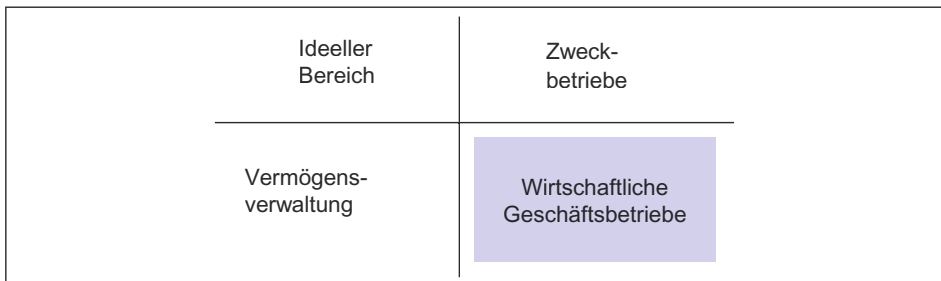 Ideeller
Bereich
Zweck-
betriebe
Vermögens-
verwaltung
Wirtschaftliche
Geschäftsbetriebe